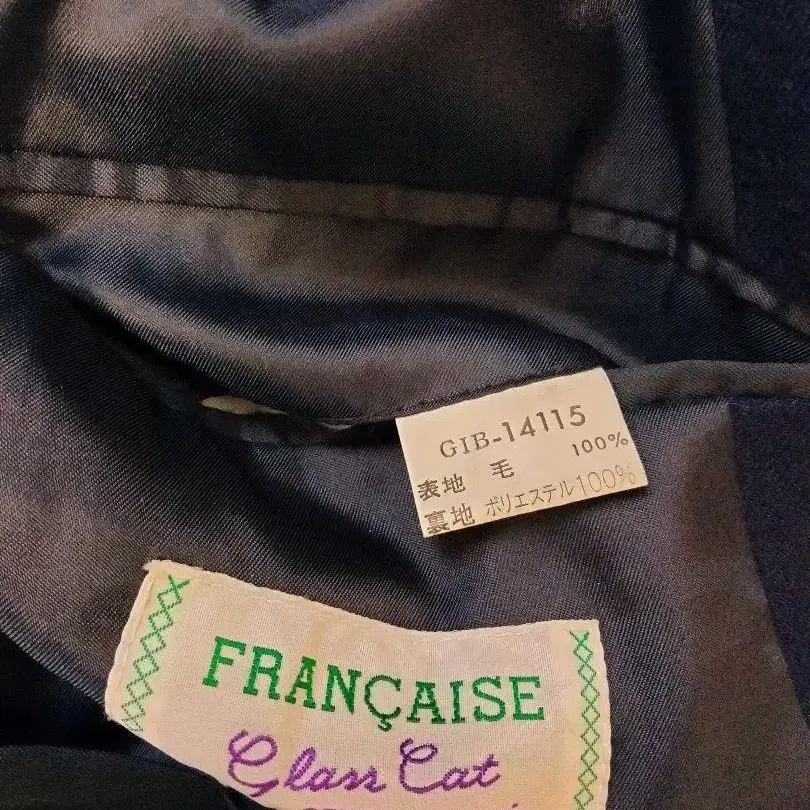 GIB-14115
表地 毛 100%
裏地 ポリエステル100%
FRANÇAISE
Glass Cat